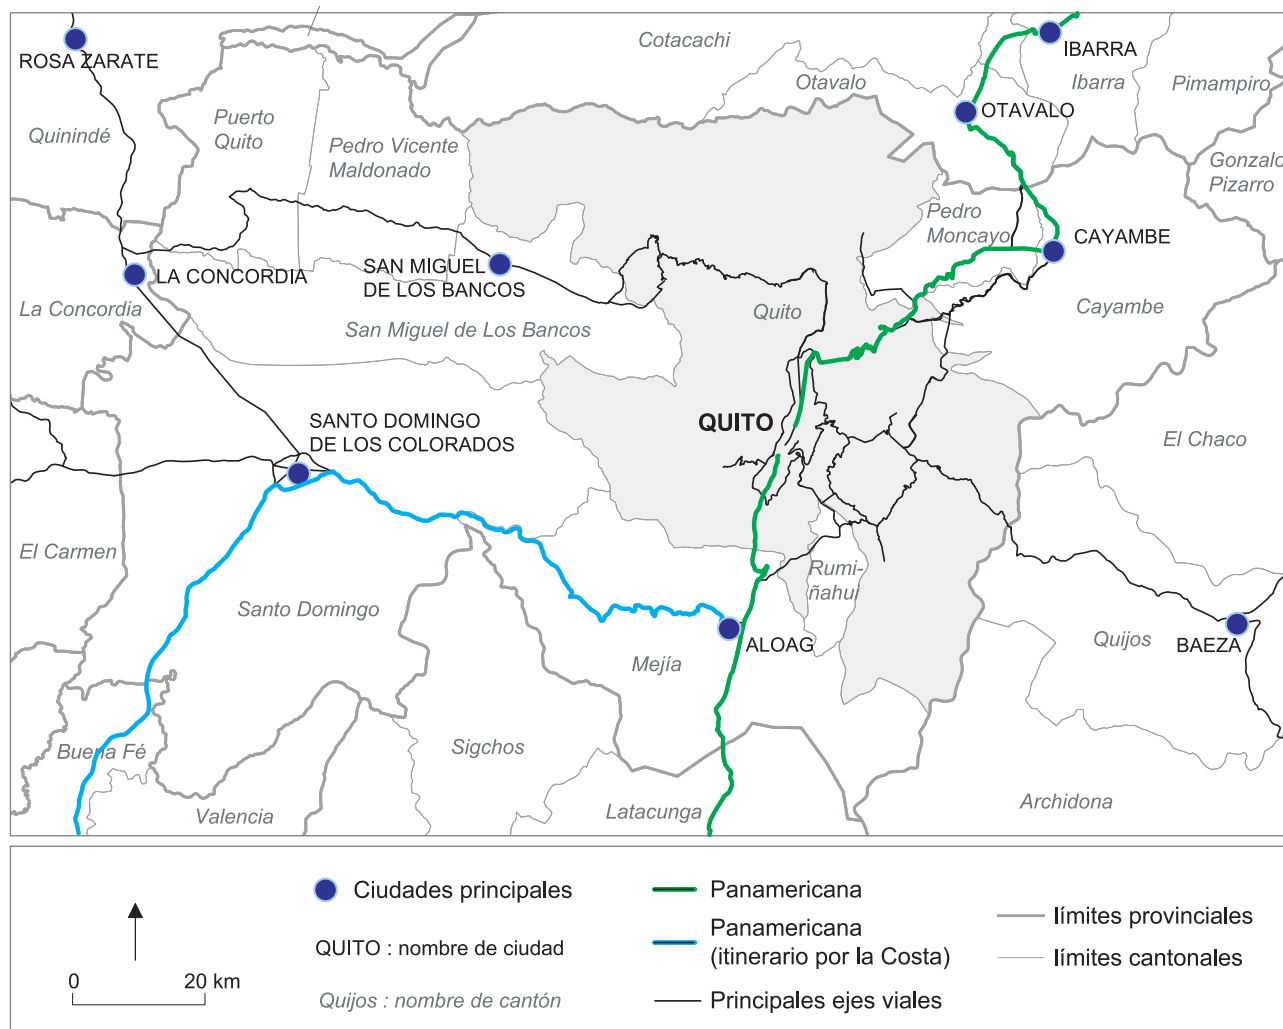 Cotacachi
IBARRA
ROSA ZARATE
Otavalo
Ibarra
Pimampiro
Puerto
Quito
OTAVALO
Quinindé
Pedro Vicente
Maldonado
Gonzalo
Pizarro
Pedro
Moncayo
CAYAMBE
LA CONCORDIA
SAN MIGUEL
DE LOS BANCOS
La Concordia
Quito
Cayambe
San Miguel de Los Bancos
SANTO DOMINGO
DE LOS COLORADOS
QUITO
El Chaco
El Carmen
Rumi-
ñahui
Santo Domingo
Quijos
ALOAG
BAEZA
Mejía
Buena Fé
Sigchos
Valencia
Latacunga
Archidona
Ciudades principales
QUITO : nombre de ciudad
Quijos : nombre de cantón
0 20 km
Panamericana
Panamericana
(itinerario por la Costa)
Principales ejes viales
límites provinciales
límites cantonales